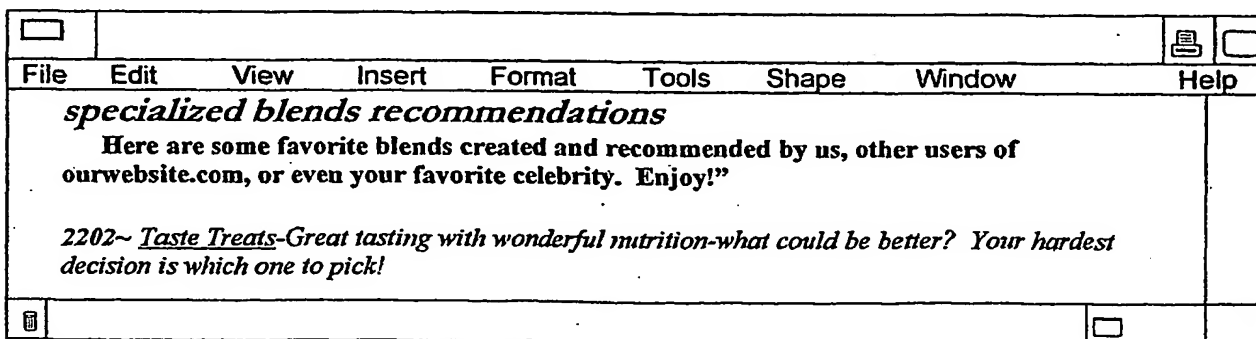 File Edit View Insert Format Tools Shape Window Help
specialized blends recommendations
Here are some favorite blends created and recommended by us, other users of
ourwebsite.com, or even your favorite celebrity. Enjoy!”
2202~ Taste Treats-Great tasting with wonderful nutrition-what could be better? Your hardest
decision is which one to pick!